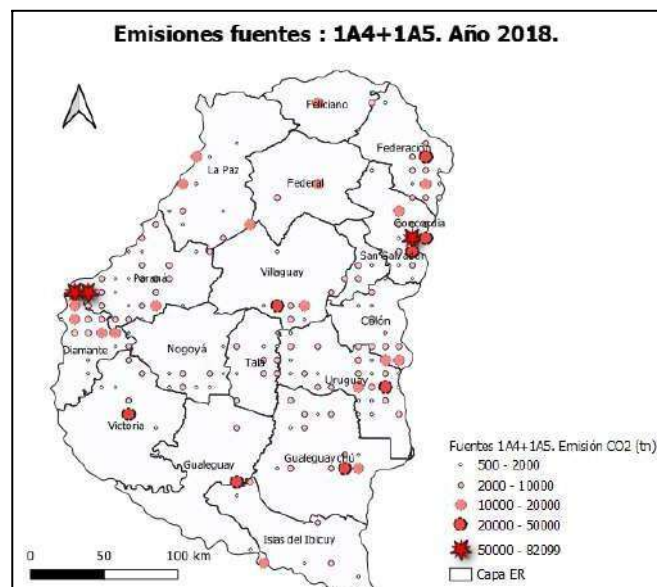 Emisiones fuentes : 1A4+1A5. Año 2018.
Feliciano
Federación
La Paz
Federal
Concordia
San Salvador
Villaguay
Paraná
Colón
Diamante
Nogoyá
Tala
Uruguay
Victoria
Gualeguay
Gualeguaychú
Islas del Ibicuy
Fuentes 1A4+1A5. Emisión CO2 (tn)
500 - 2000
2000 - 10000
10000 - 20000
20000 - 50000
50000 - 82099
Capa ER
0 50 100 km